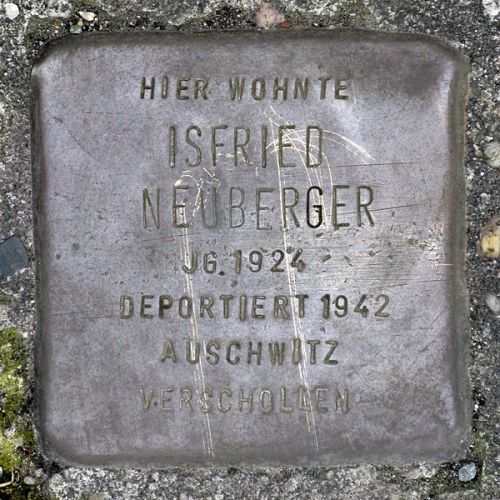 HIER WOHNTE
ISFRIED
NEUBERGER
JG. 1924
DEPORTIERT 1942
AUSCHWITZ
VERSCHOLLEN